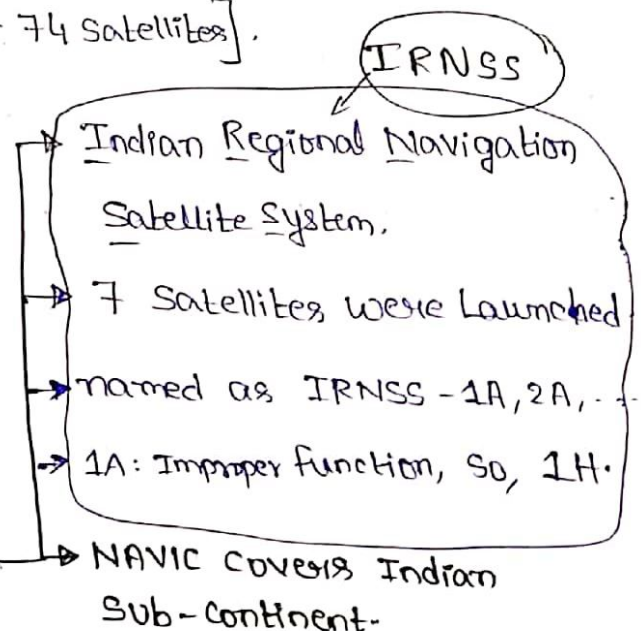 74 Satellites].
IRNSS
Indian Regional Navigation
Satellite System.
7 Satellites were Launched
named as IRNSS - 1A, 2A, ...
1A: Improper function, So, 1H.
NAVIC covers Indian
Sub-continent.